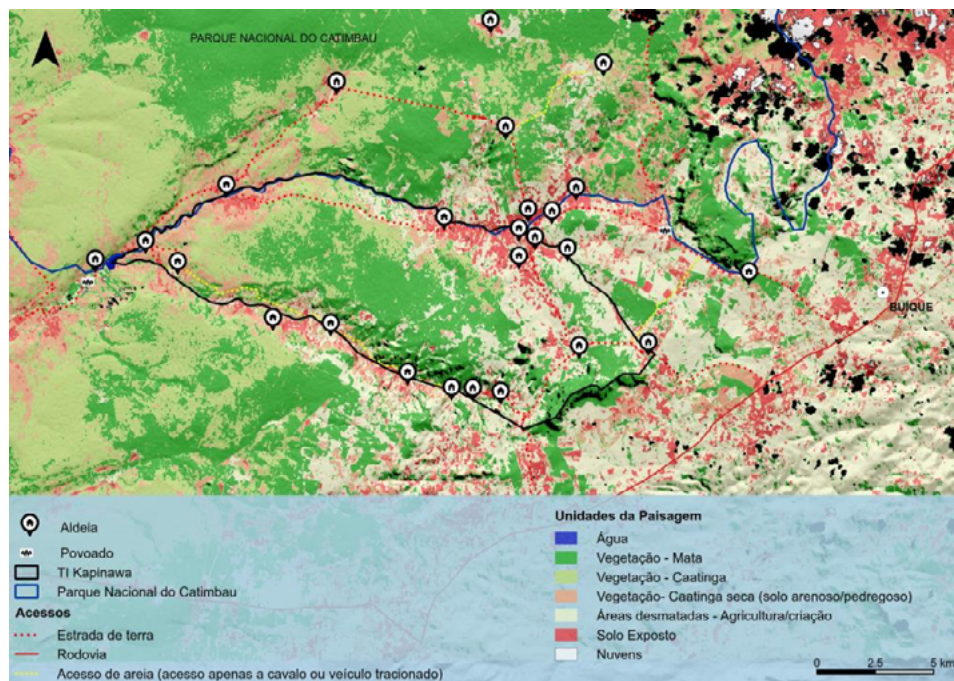 PARQUE NACIONAL DO CATIMBAU
BUIQUE
Aldeia
Povoado
TI Kapinawa
Parque Nacional do Catimbau
Acessos
Estrada de terra
Rodovia
Acesso de areia (acesso apenas a cavalo ou veículo tracionado)
Unidades da Paisagem
Água
Vegetação - Mata
Vegetação - Caatinga
Vegetação- Caatinga seca (solo arenoso/pedregoso)
Áreas desmatadas - Agricultura/criação
Solo Exposto
Nuvens
0 2.5 5 km